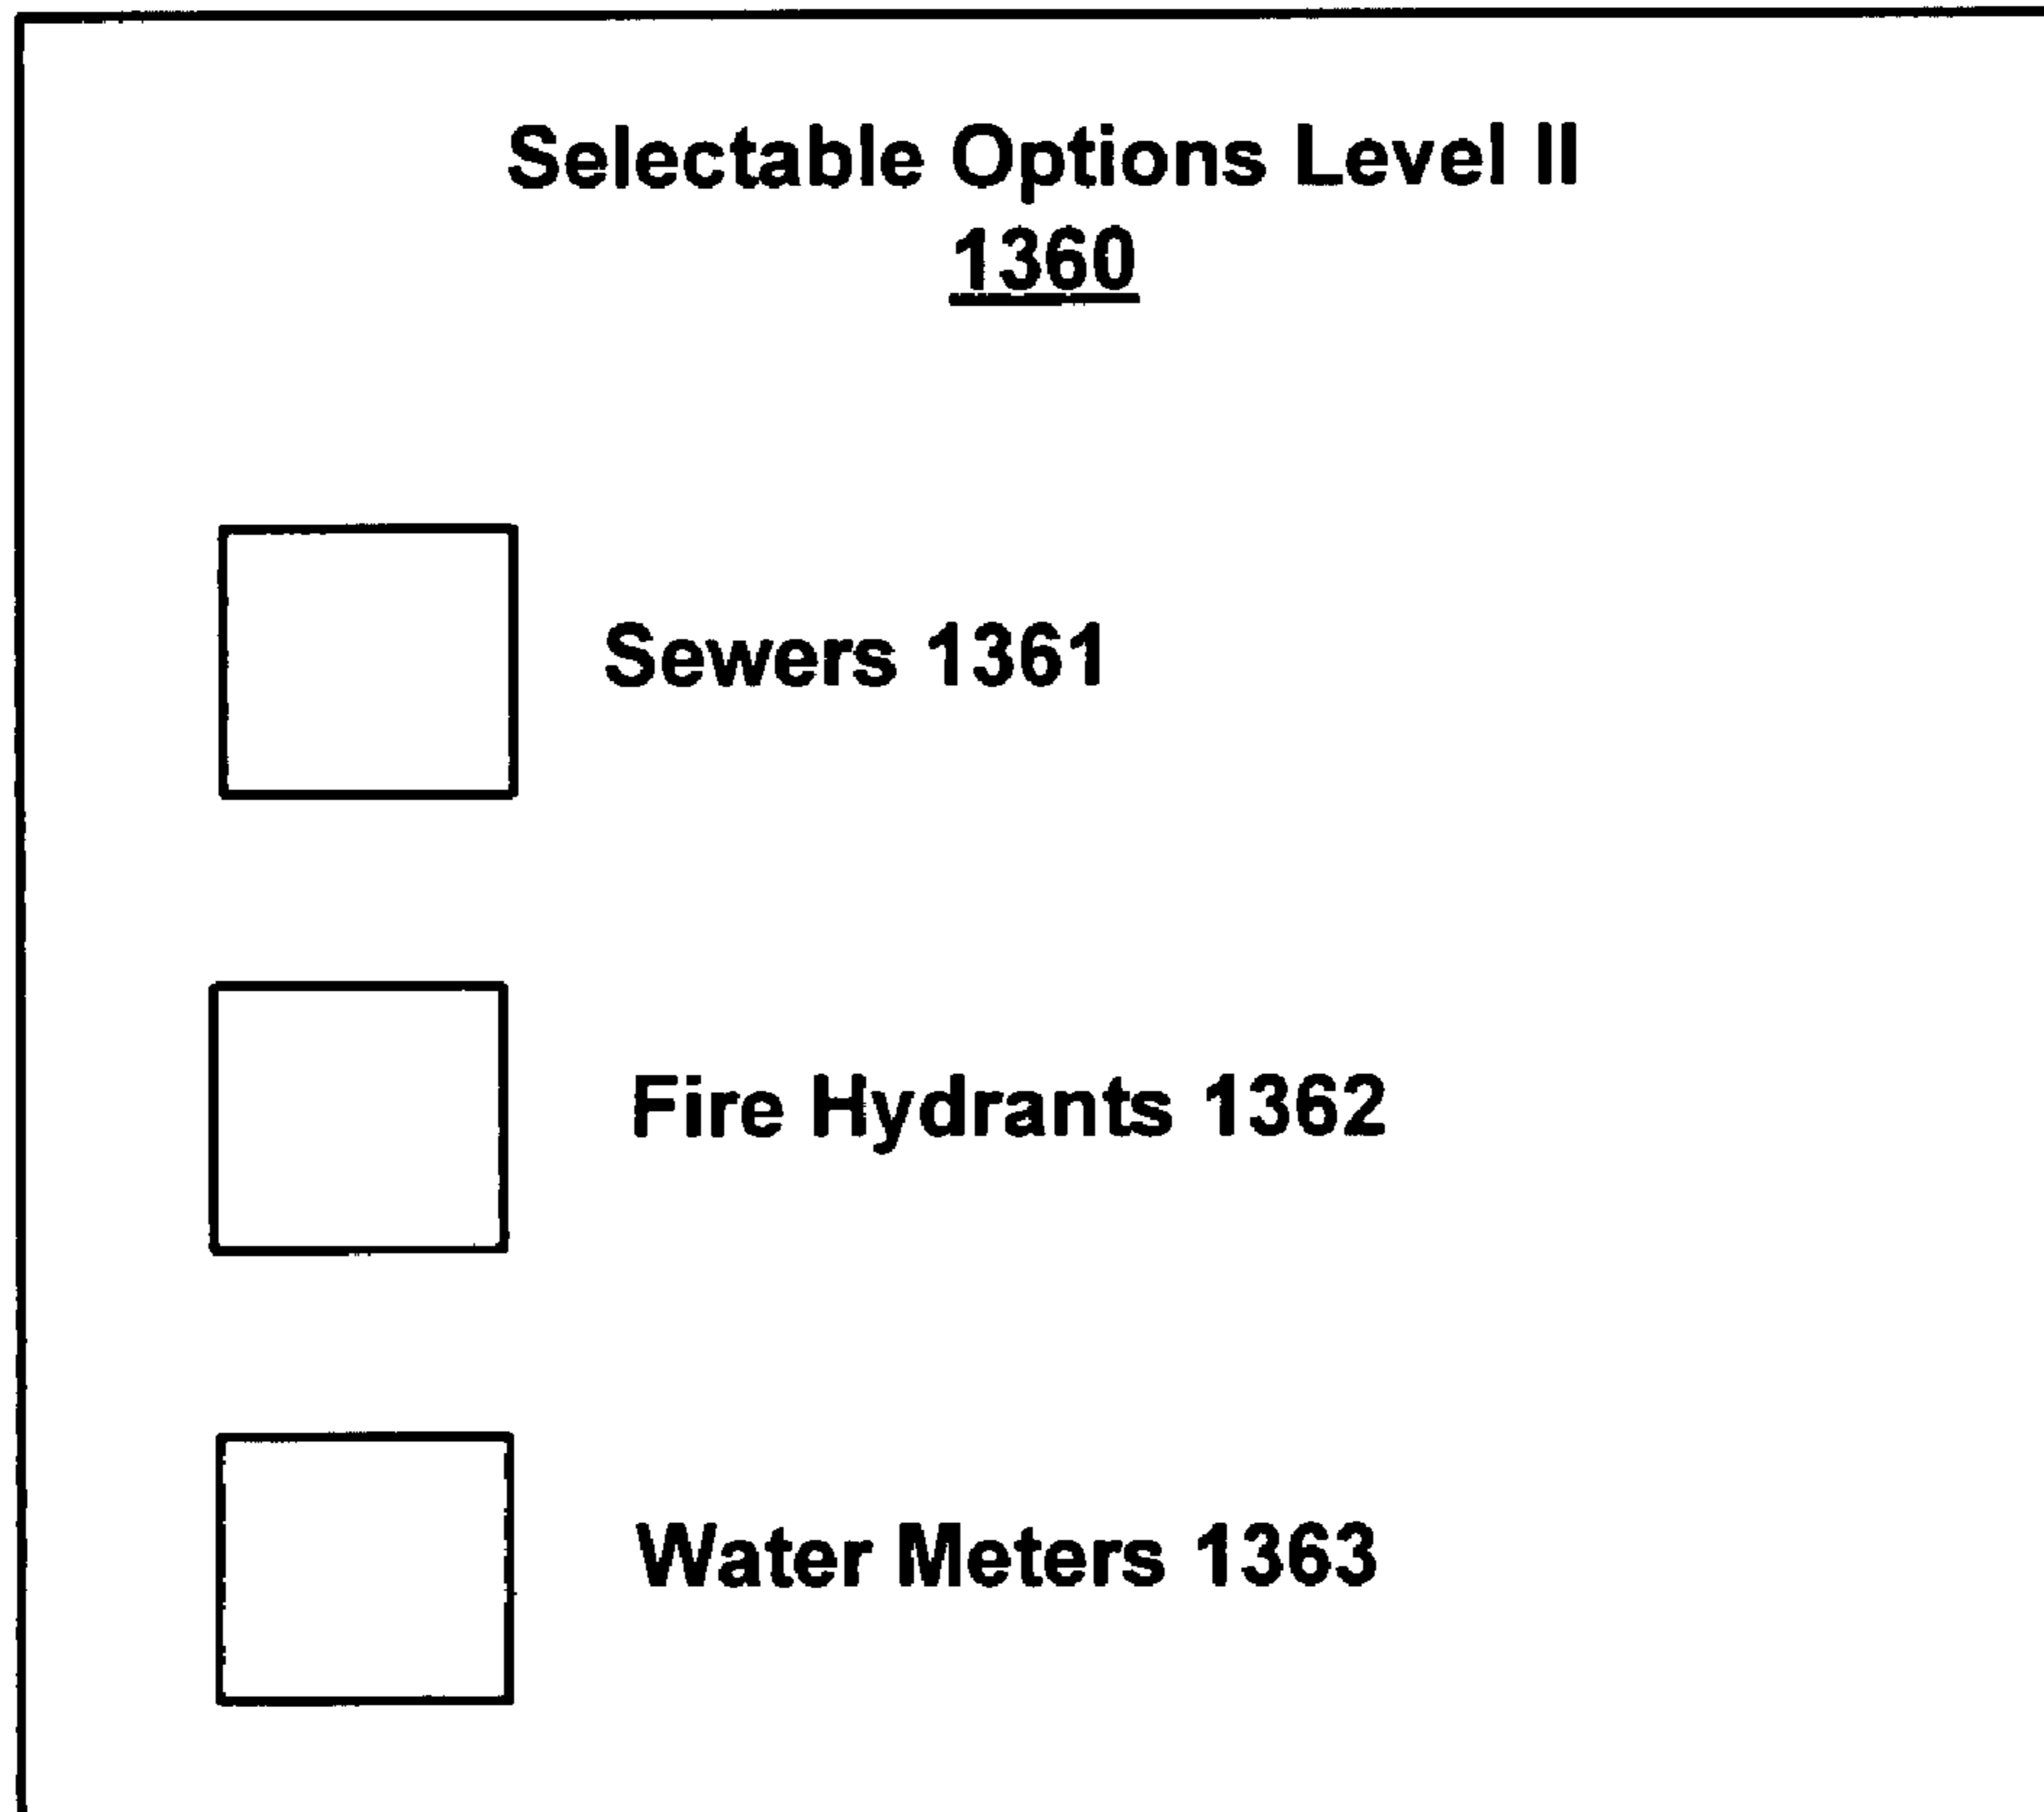 Selectable Options Level II
1360
Sewers 1361
Fire Hydrants 1362
Water Meters 1363